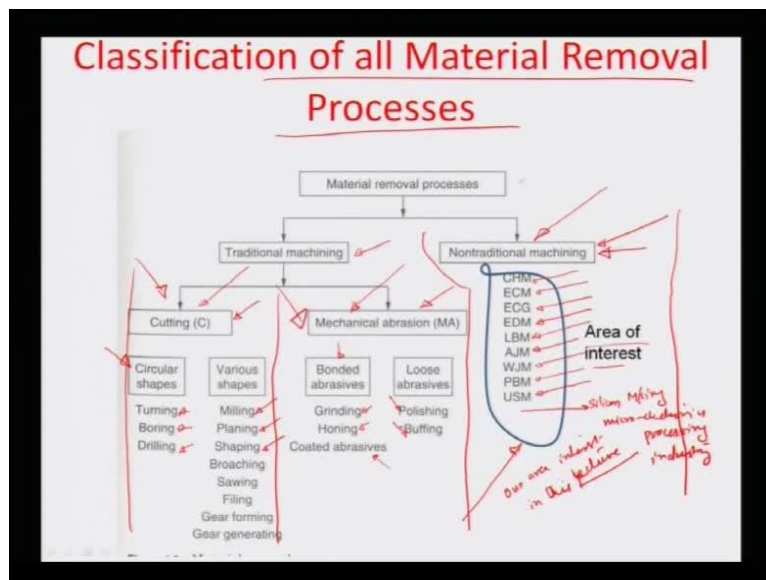 Classification of all Material Removal
Processes
Material removal processes
Traditional machining
Nontraditional machining
Cutting (C)
Mechanical abrasion (MA)
Circular
shapes
Turning
Boring
Drilling
Various
shapes
Milling
Planing
Shaping
Broaching
Sawing
Filing
Gear forming
Gear generating
Bonded
abrasives
Grinding
Honing
Coated abrasives
Loose
abrasives
Polishing
Buffing
CHM
ECM
ECG
EDM
LBM
AJM
WJM
PBM
USM
Area of
interest
micro-electronics
processing
industry
our area interest
in this lecture